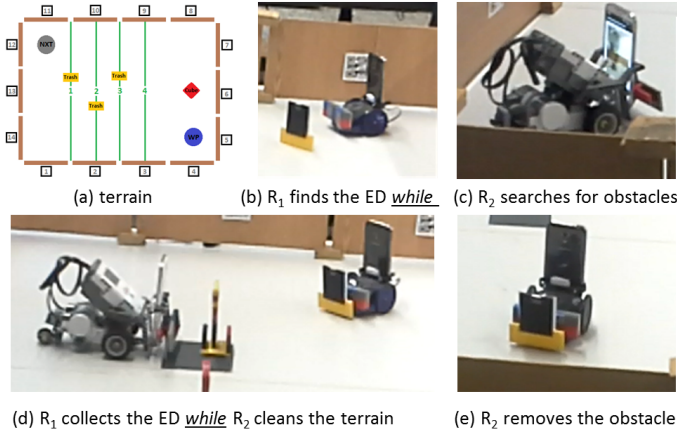 11 10 9 8
12 NXT 7
Trash Trash
13 1 2 3 4 Cube 6
Trash
14 WP 5
1 2 3 4
(a) terrain (b) R1 finds the ED while (c) R2 searches for obstacles
(d) R1 collects the ED while R2 cleans the terrain (e) R2 removes the obstacle